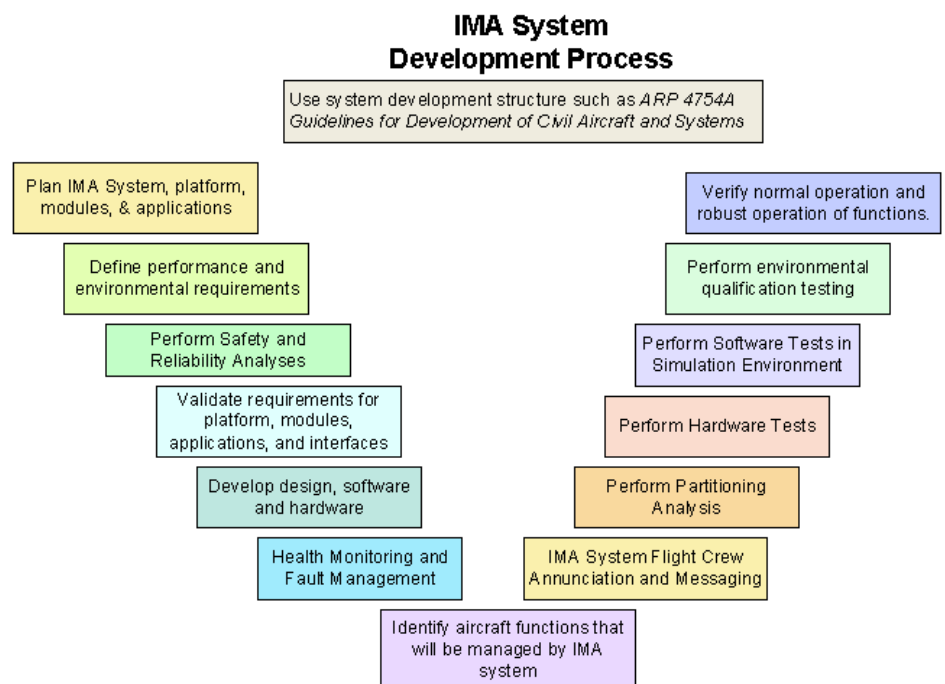 IMA System
Development Process
Use system development structure such as ARP 4754A
Guidelines for Development of Civil Aircraft and Systems
Plan IMA System, platform,
modules, & applications
Define performance and
environmental requirements
Perform Safety and
Reliability Analyses
Validate requirements for
platform, modules,
applications, and interfaces
Develop design, software
and hardware
Health Monitoring and
Fault Management
Identify aircraft functions that
will be managed by IMA
system
IMA System Flight Crew
Annunciation and Messaging
Perform Partitioning
Analysis
Perform Hardware Tests
Perform Software Tests in
Simulation Environment
Perform environmental
qualification testing
Verify normal operation and
robust operation of functions.